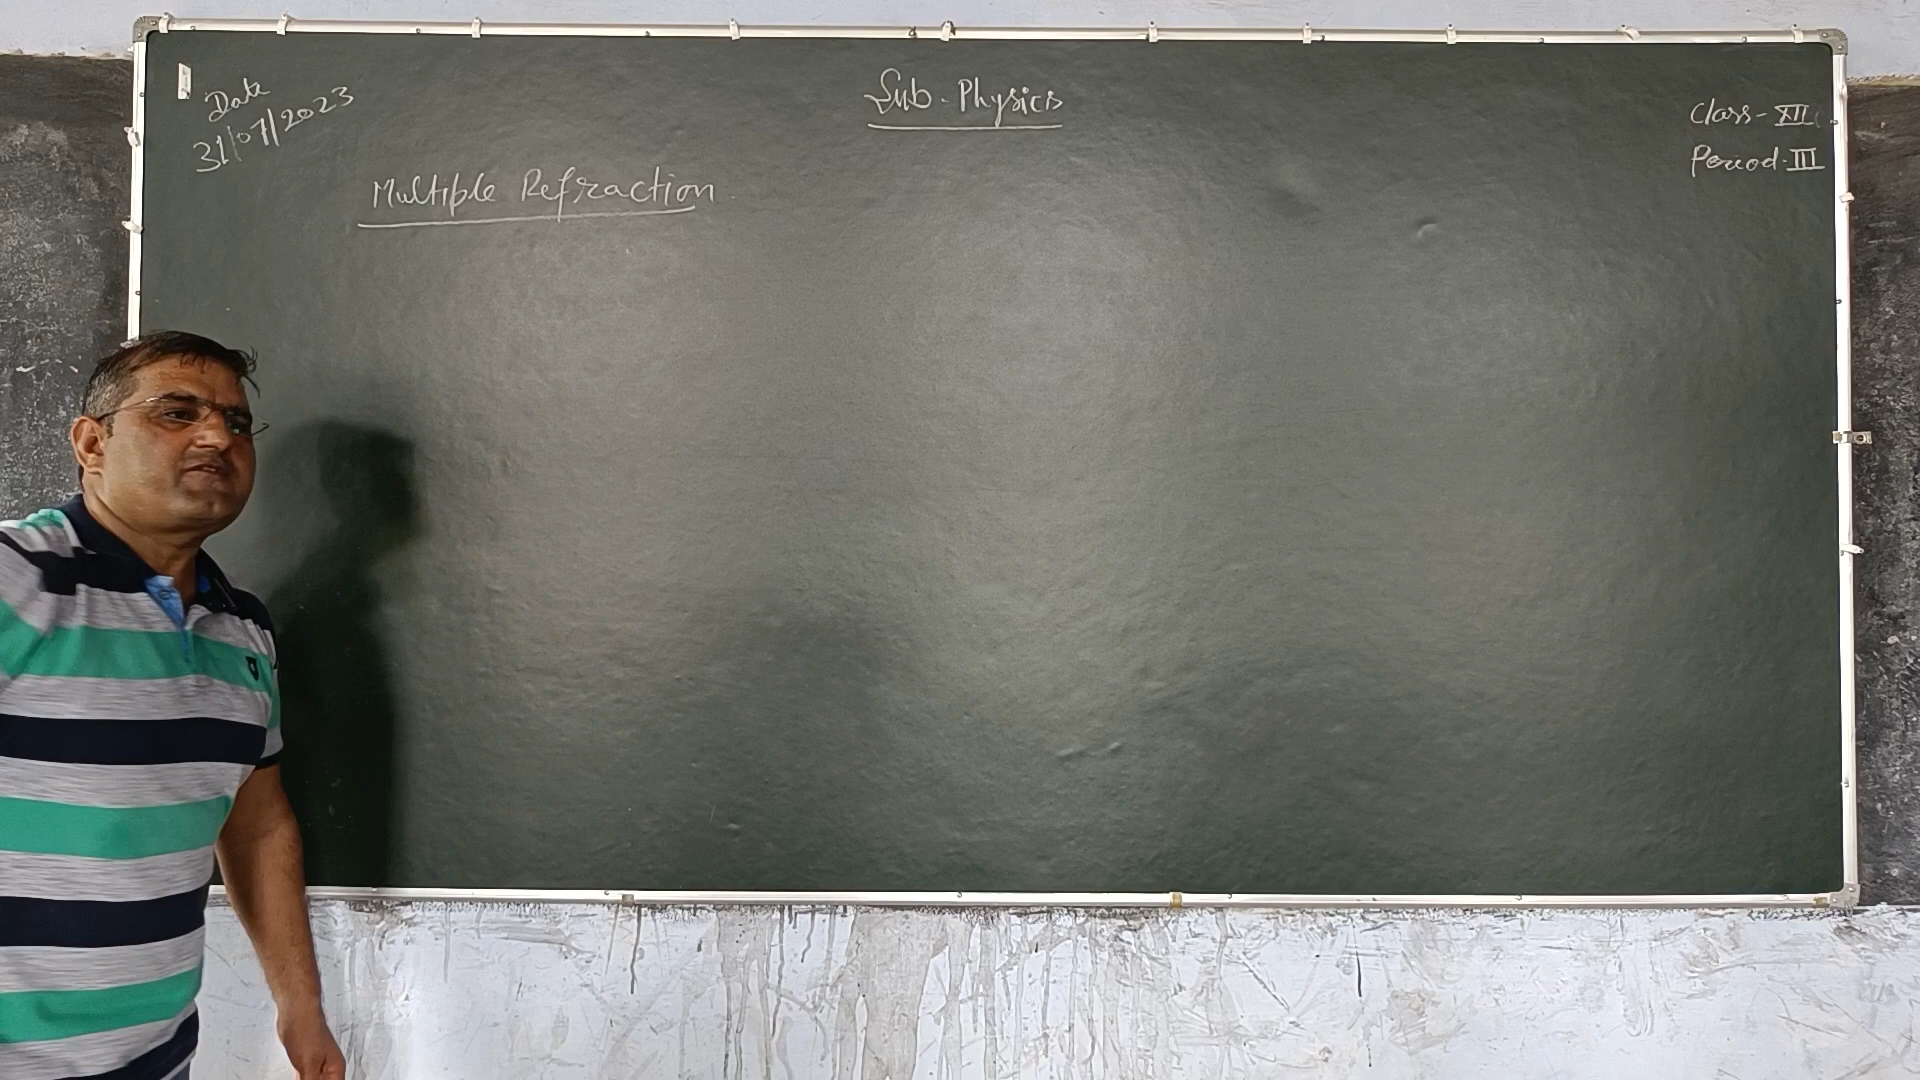 Date
31/07/2023
Sub - Physics
Class - XII
Period - III
Multiple Refraction